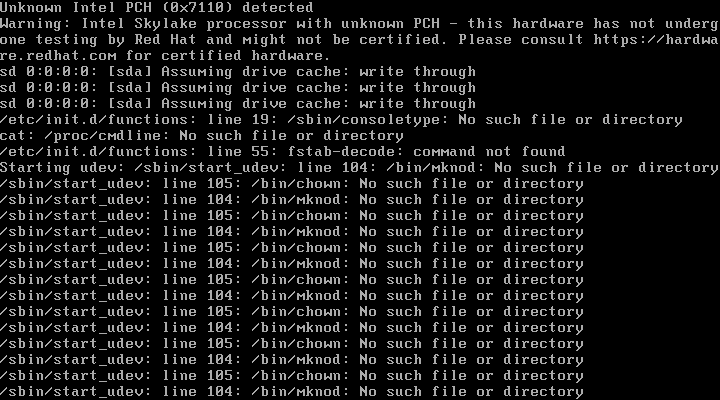 Unknown Intel PCH (0x7110) detected
Warning: Intel Skylake processor with unknown PCH - this hardware has not underg
one testing by Red Hat and might not be certified. Please consult https://hardwa
re.redhat.com for certified hardware.
sd 0:0:0:0: [sda] Assuming drive cache: write through
sd 0:0:0:0: [sda] Assuming drive cache: write through
sd 0:0:0:0: [sda] Assuming drive cache: write through
/etc/init.d/functions: line 19: /sbin/consoletype: No such file or directory
cat: /proc/cmdline: No such file or directory
/etc/init.d/functions: line 55: fstab-decode: command not found
Starting udev: /sbin/start_udev: line 104: /bin/mknod: No such file or directory
/sbin/start_udev: line 105: /bin/chown: No such file or directory
/sbin/start_udev: line 104: /bin/mknod: No such file or directory
/sbin/start_udev: line 105: /bin/chown: No such file or directory
/sbin/start_udev: line 104: /bin/mknod: No such file or directory
/sbin/start_udev: line 105: /bin/chown: No such file or directory
/sbin/start_udev: line 104: /bin/mknod: No such file or directory
/sbin/start_udev: line 105: /bin/chown: No such file or directory
/sbin/start_udev: line 104: /bin/mknod: No such file or directory
/sbin/start_udev: line 105: /bin/chown: No such file or directory
/sbin/start_udev: line 104: /bin/mknod: No such file or directory
/sbin/start_udev: line 105: /bin/chown: No such file or directory
/sbin/start_udev: line 104: /bin/mknod: No such file or directory
/sbin/start_udev: line 105: /bin/chown: No such file or directory
/sbin/start_udev: line 104: /bin/mknod: No such file or directory